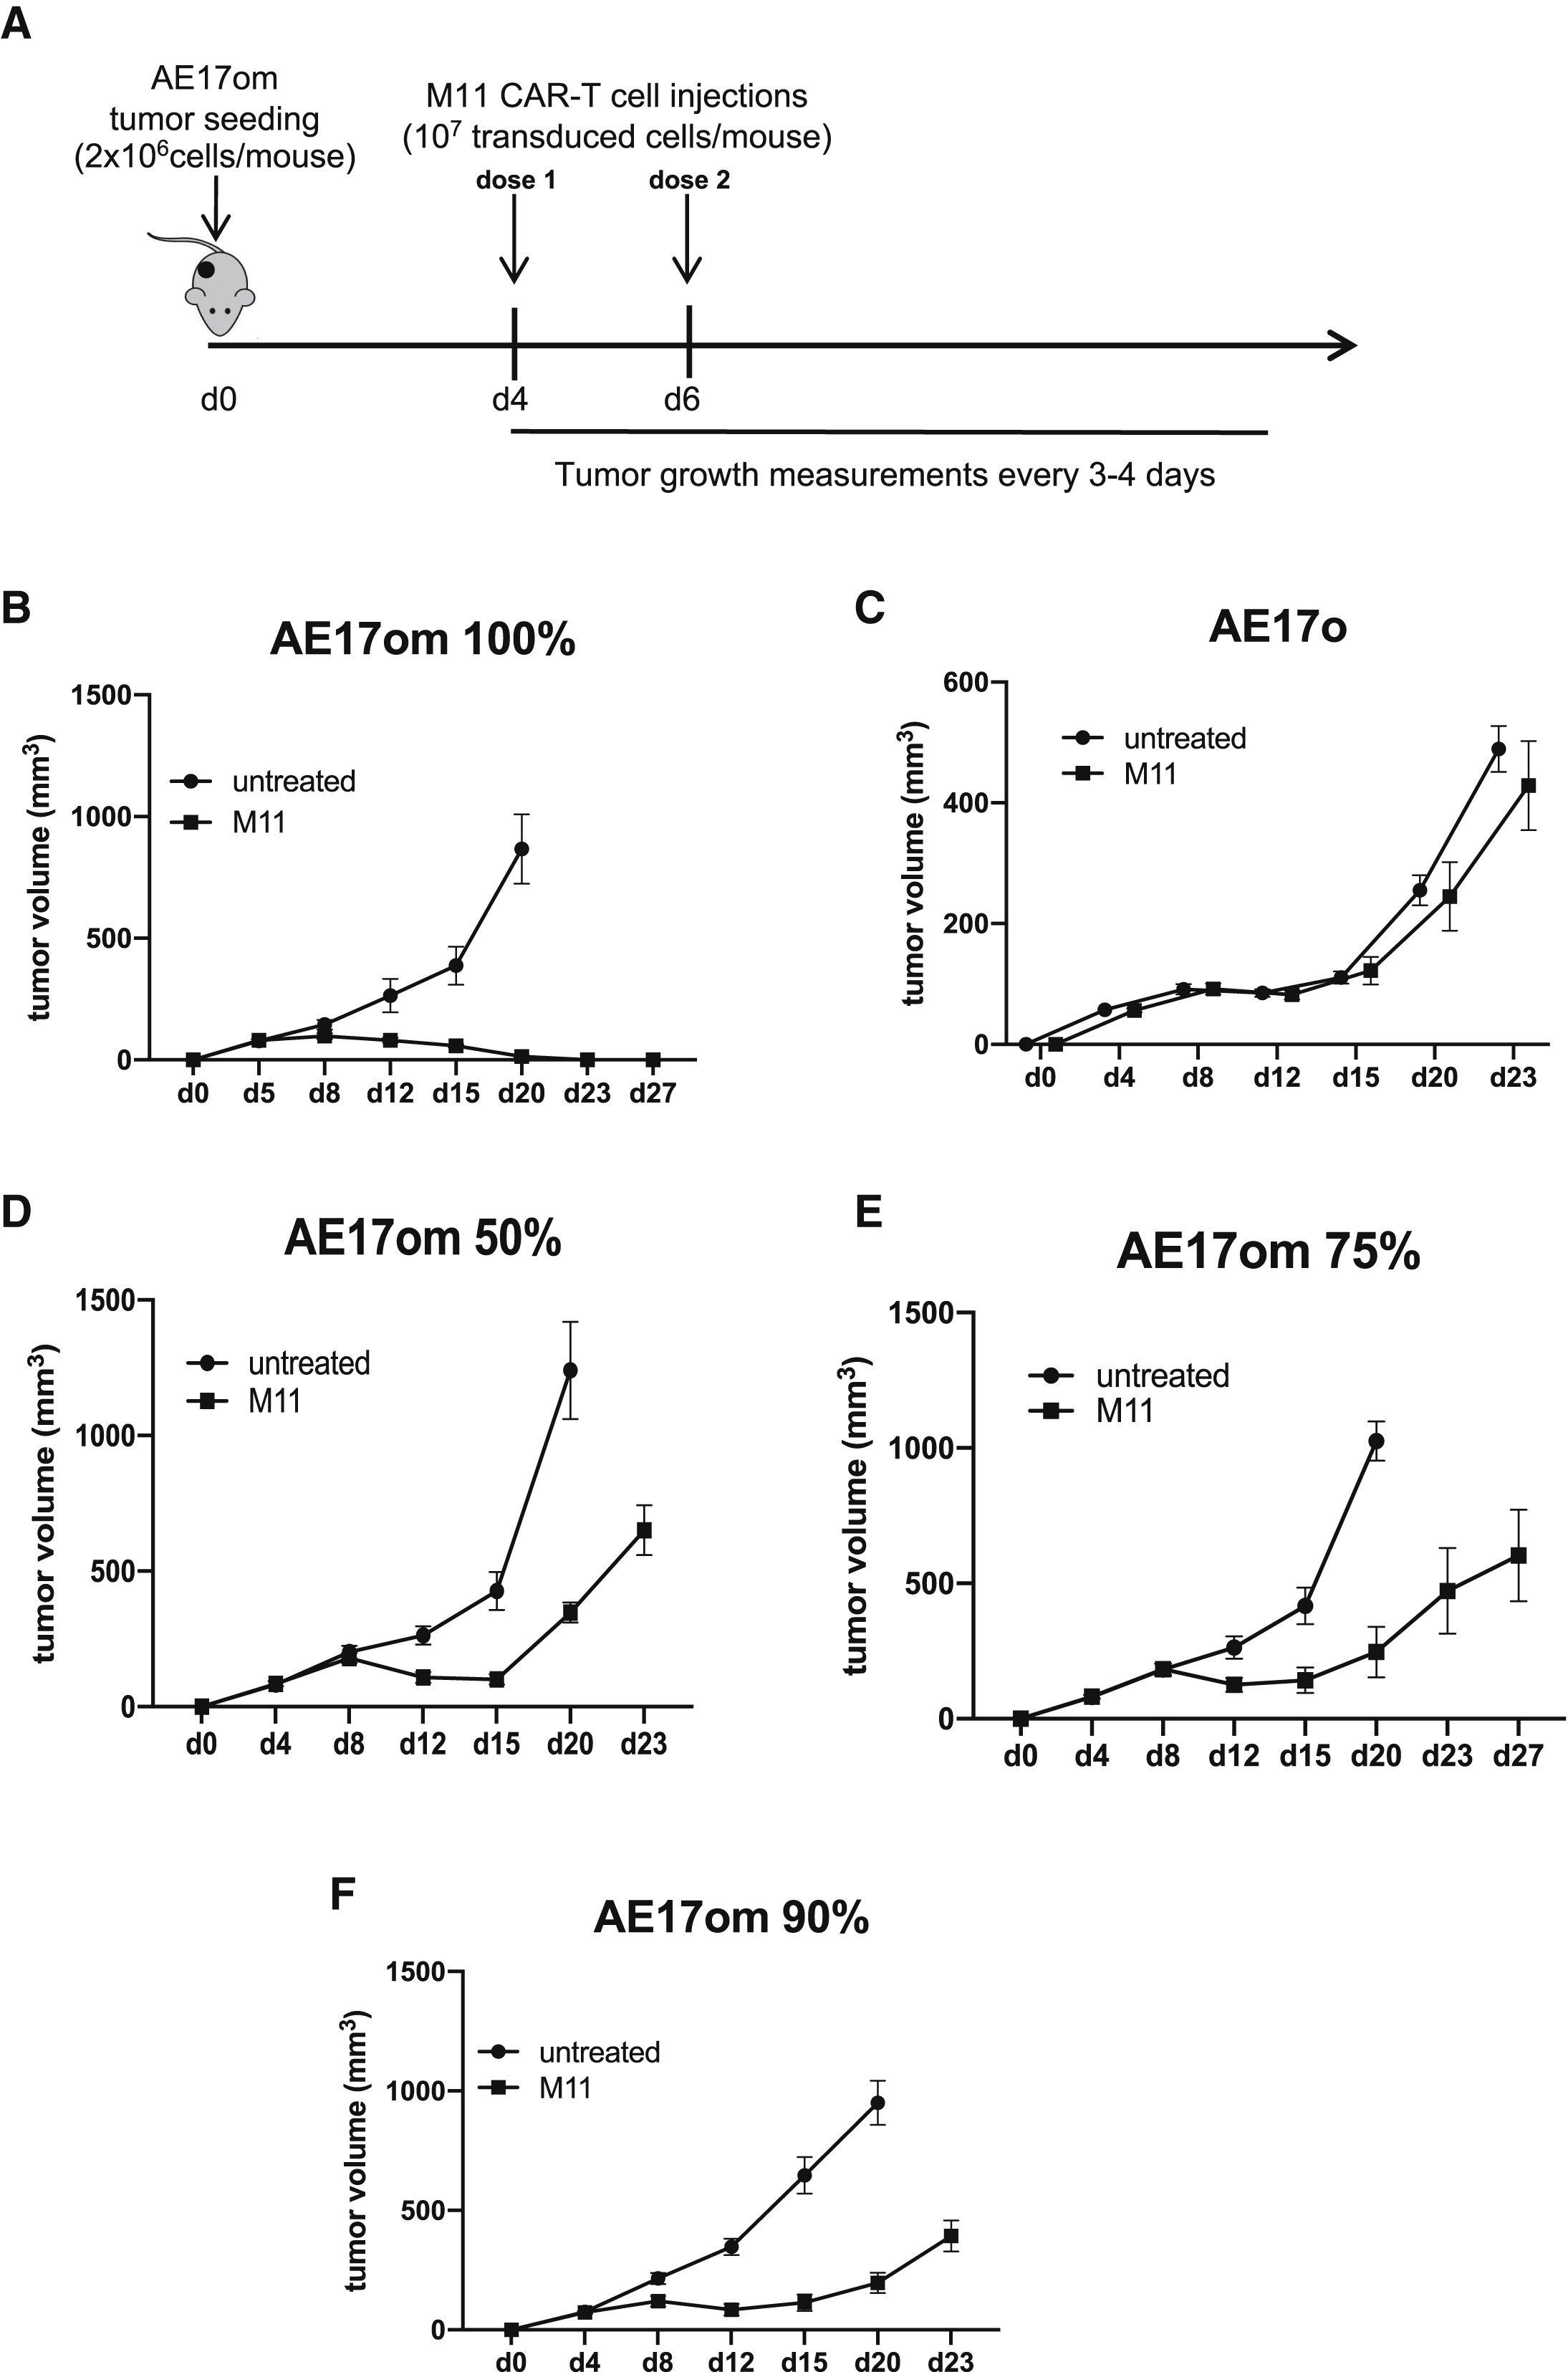 A
AE17om
tumor seeding
(2x10⁶cells/mouse)
M11 CAR-T cell injections
(10⁷ transduced cells/mouse)
dose 1 dose 2
d0 d4 d6
Tumor growth measurements every 3-4 days
B
AE17om 100%
tumor volume (mm³)
1500
1000
500
0
untreated
M11
d0 d5 d8 d12 d15 d20 d23 d27
C
AE17o
tumor volume (mm³)
600
400
200
0
untreated
M11
d0 d4 d8 d12 d15 d20 d23
D
AE17om 50%
tumor volume (mm³)
1500
1000
500
0
untreated
M11
d0 d4 d8 d12 d15 d20 d23
E
AE17om 75%
tumor volume (mm³)
1500
1000
500
0
untreated
M11
d0 d4 d8 d12 d15 d20 d23 d27
F
AE17om 90%
tumor volume (mm³)
1500
1000
500
0
untreated
M11
d0 d4 d8 d12 d15 d20 d23